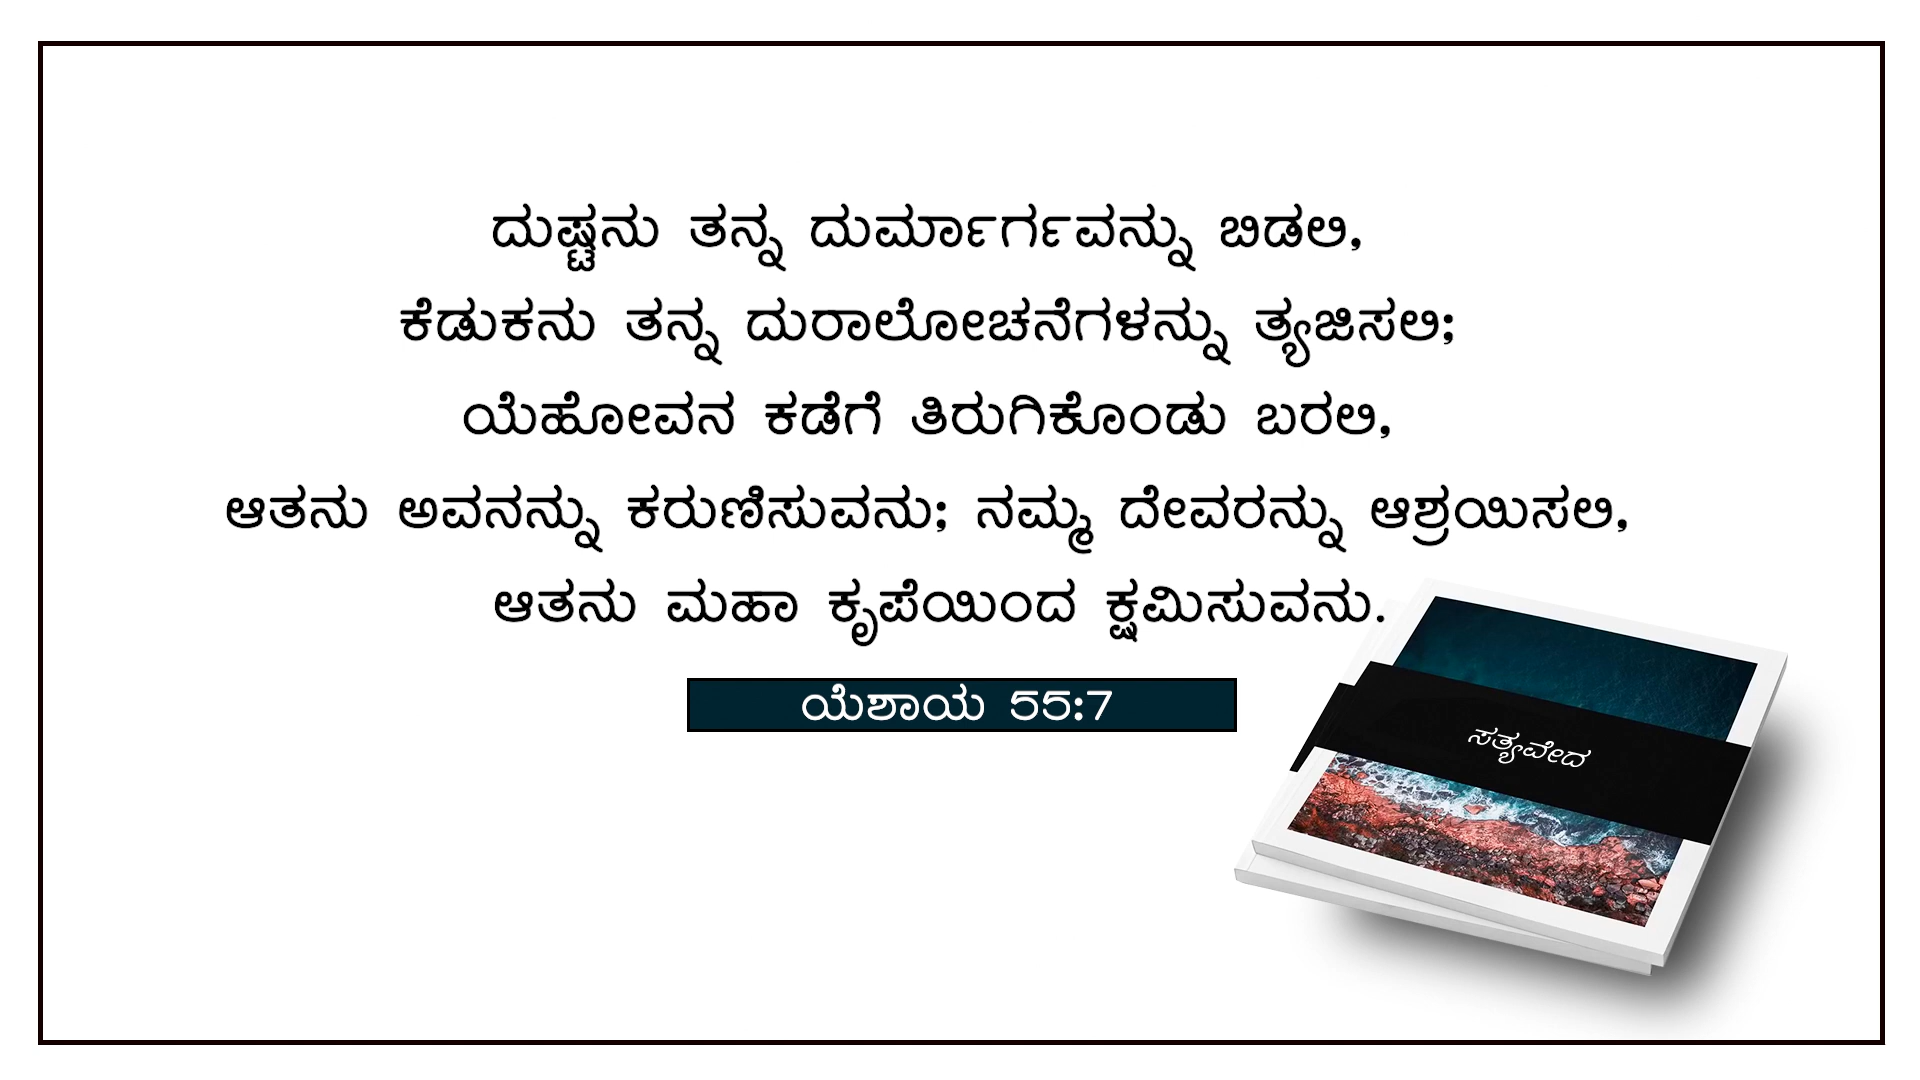 ದುಷ್ಟನು ತನ್ನ ದುರ್ಮಾರ್ಗವನ್ನು ಬಿಡಲಿ,
ಕೆಡುಕನು ತನ್ನ ದುರಾಲೋಚನೆಗಳನ್ನು ತ್ಯಜಿಸಲಿ;
ಯೆಹೋವನ ಕಡೆಗೆ ತಿರುಗಿಕೊಂಡು ಬರಲಿ,
ಆತನು ಅವನನ್ನು ಕರುಣಿಸುವನು; ನಮ್ಮ ದೇವರನ್ನು ಆಶ್ರಯಿಸಲಿ,
ಆತನು ಮಹಾ ಕೃಪೆಯಿಂದ ಕ್ಷಮಿಸುವನು.
ಯೆಶಾಯ 55:7
ಸತ್ಯವೇದ